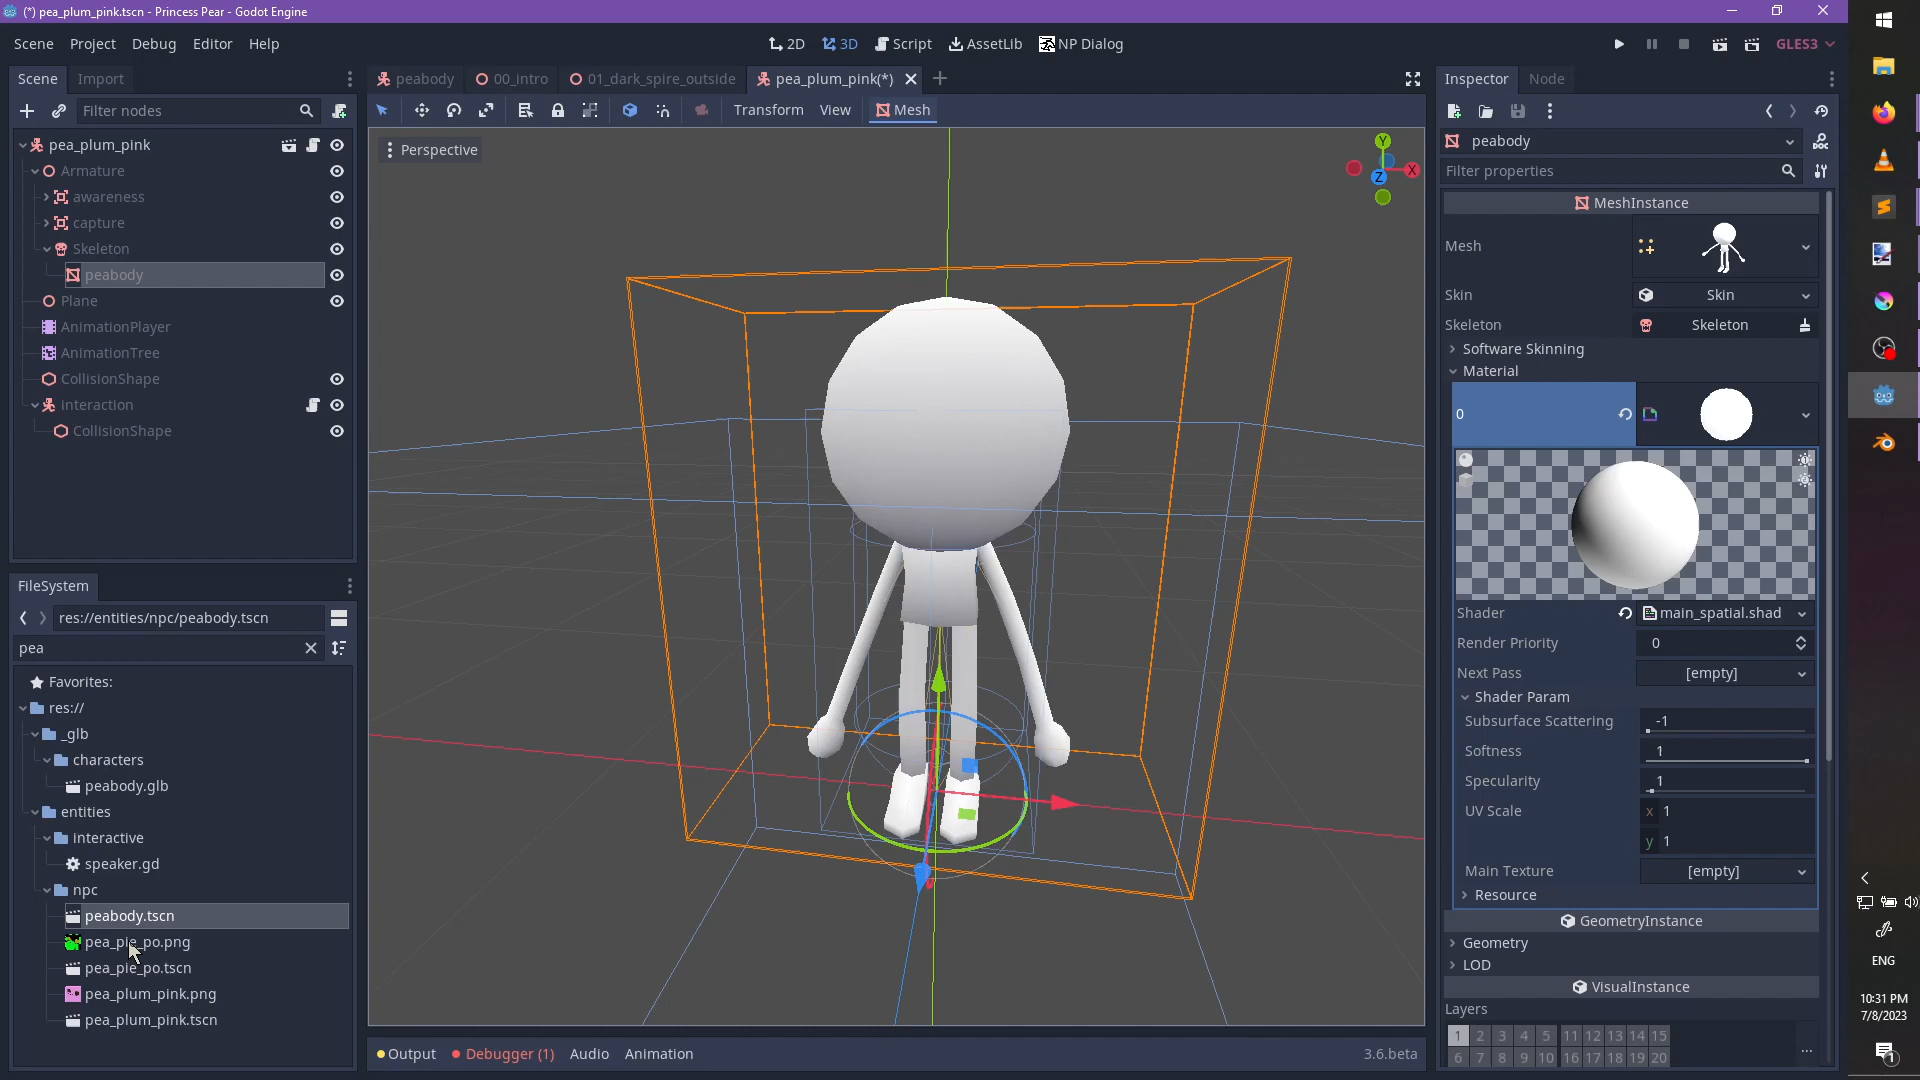 (*) pea_plum_pink.tscn - Princess Pear - Godot Engine
Scene Project Debug Editor Help
2D 3D Script AssetLib NP Dialog
GLES3
Scene Import
Filter nodes
pea_plum_pink
Armature
awareness
capture
Skeleton
peabody
Plane
AnimationPlayer
AnimationTree
CollisionShape
interaction
CollisionShape
FileSystem
res://entities/npc/peabody.tscn
pea
Favorites:
res://
_glb
characters
peabody.glb
entities
interactive
speaker.gd
npc
peabody.tscn
pea_pie_po.png
pea_pie_po.tscn
pea_plum_pink.png
pea_plum_pink.tscn
peabody 00_intro 01_dark_spire_outside pea_plum_pink(*)
Transform View Mesh
Perspective
Y
X
Z
Output Debugger (1) Audio Animation 3.6.beta
Inspector Node
peabody
Filter properties
MeshInstance
Mesh
Skin Skin
Skeleton Skeleton
Software Skinning
Material
0
Shader main_spatial.shad
Render Priority 0
Next Pass [empty]
Shader Param
Subsurface Scattering -1
Softness 1
Specularity 1
UV Scale x 1
y 1
Main Texture [empty]
Resource
GeometryInstance
Geometry
LOD
VisualInstance
Layers
1 2 3 4 5 11 12 13 14 15
6 7 8 9 10 16 17 18 19 20
...
ENG
10:31 PM
7/8/2023
1